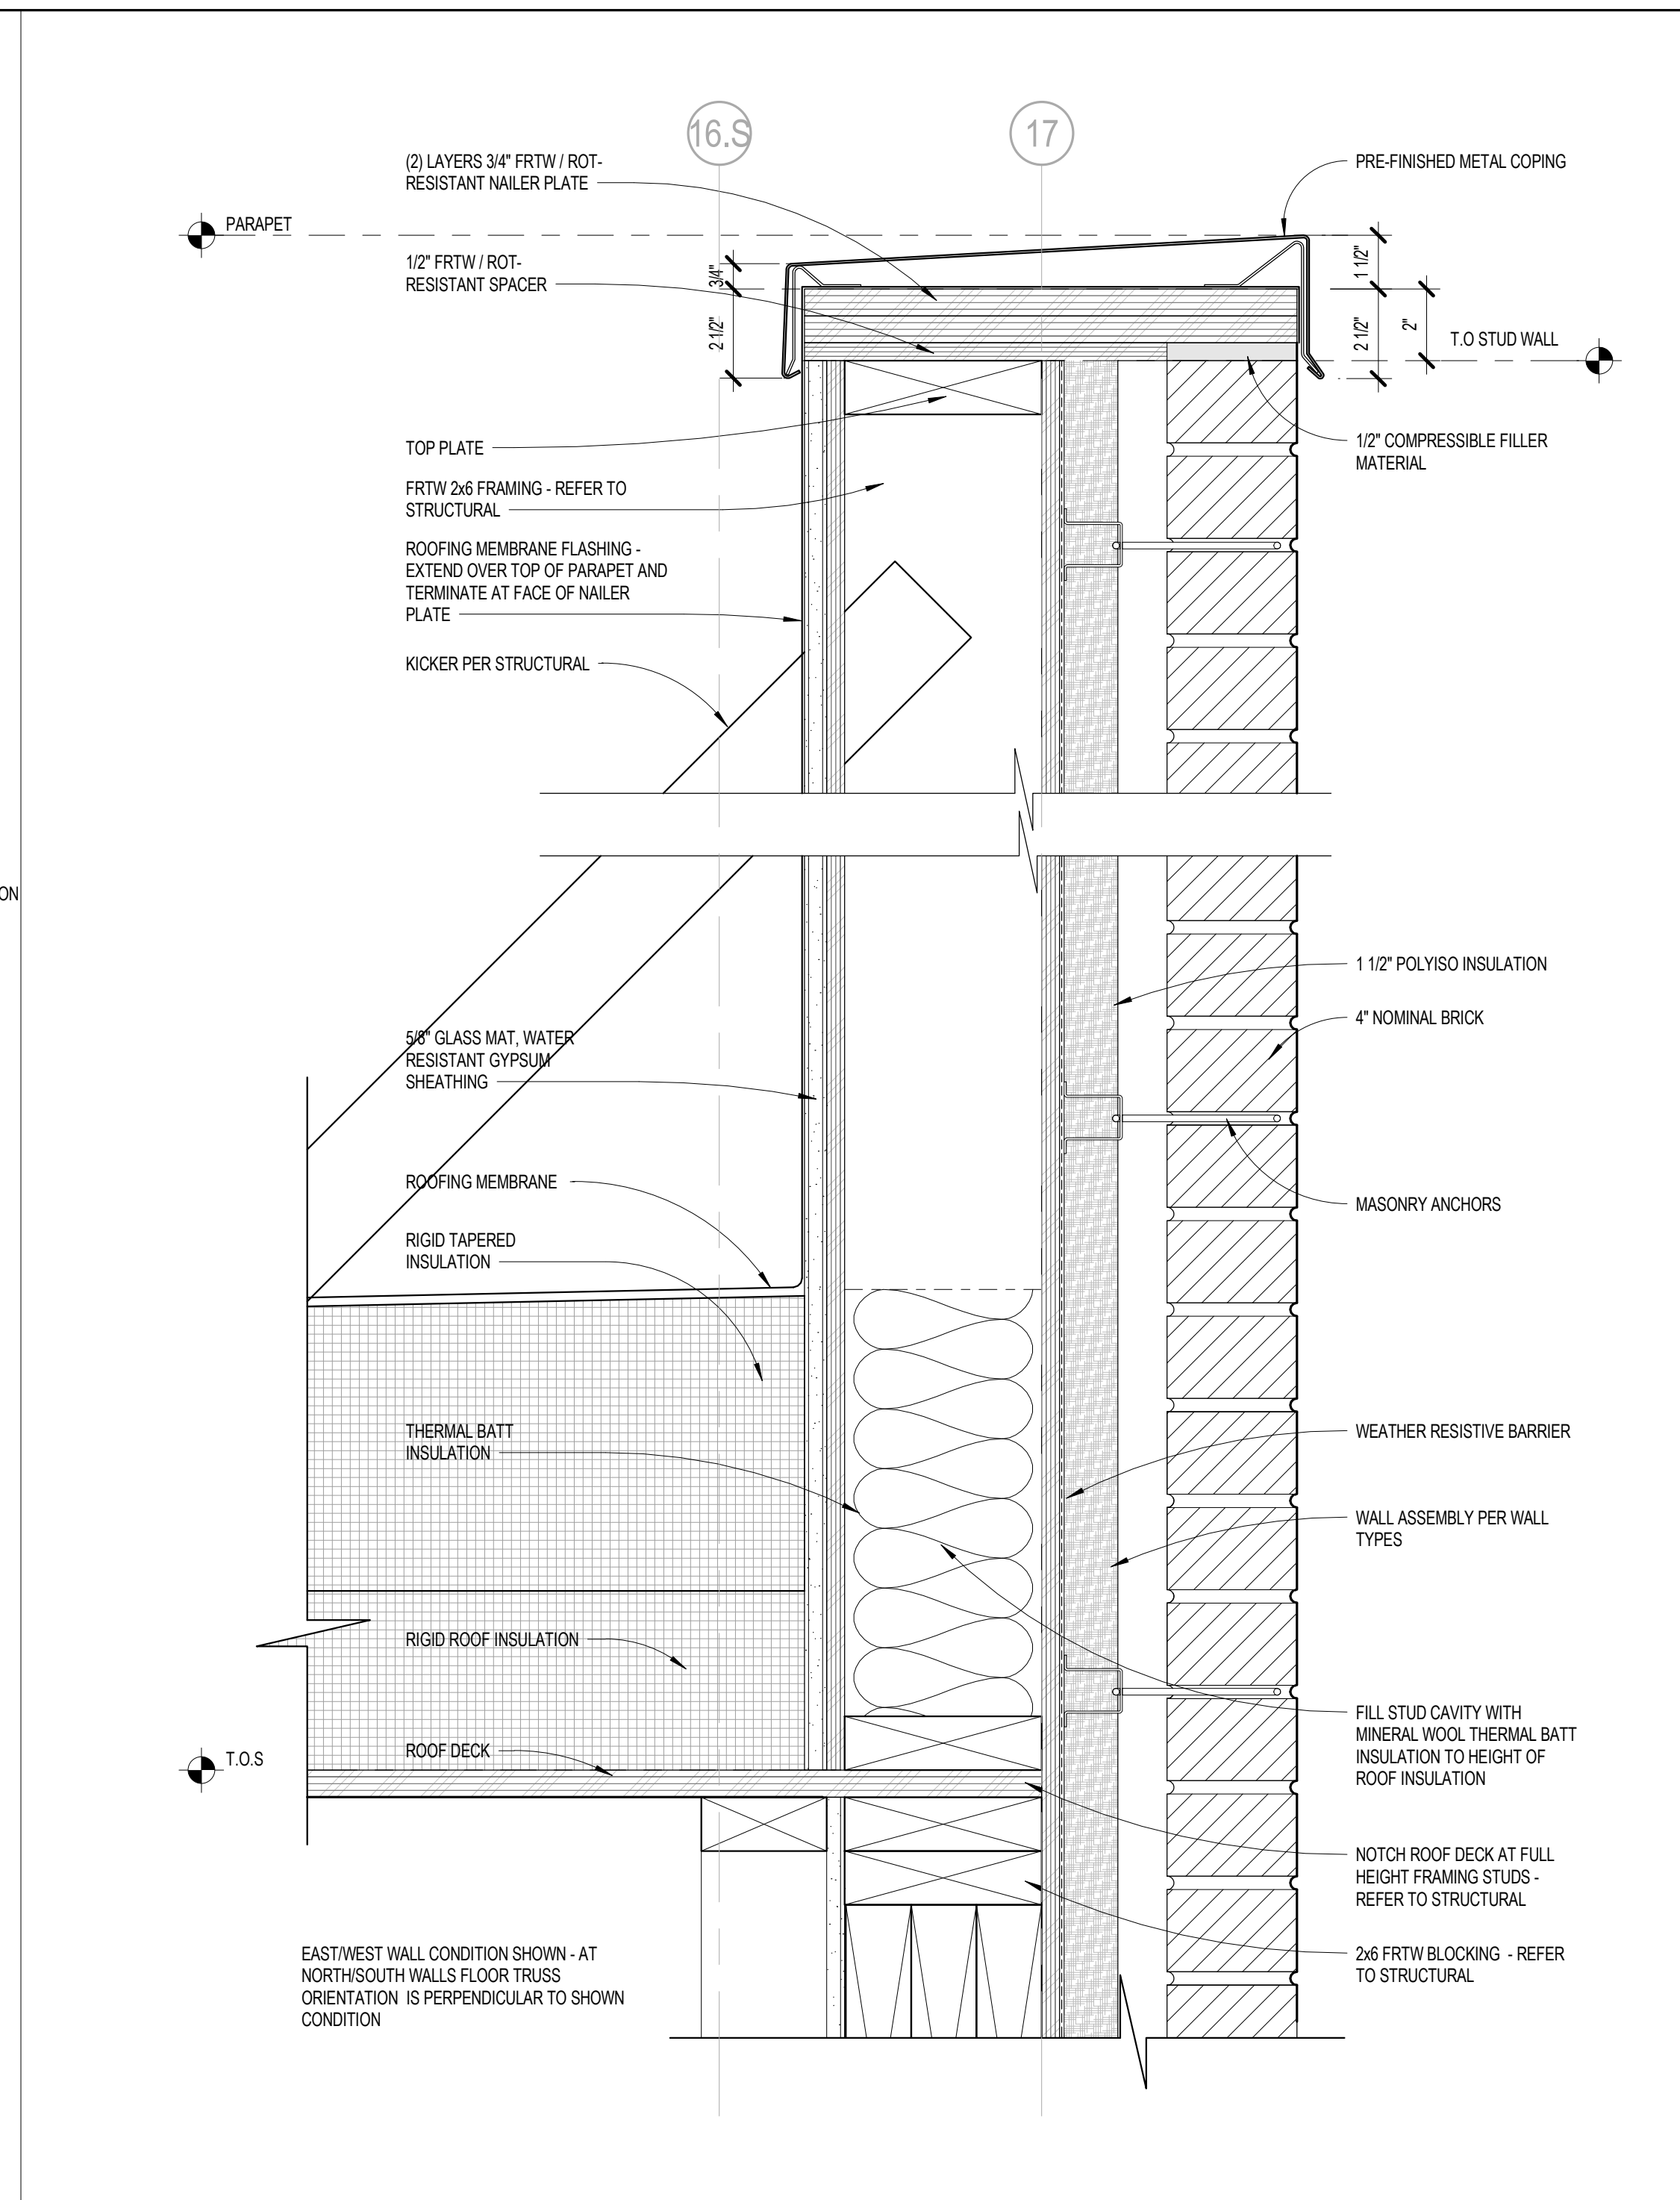 16.S
17
(2) LAYERS 3/4" FRTW / ROT-
RESISTANT NAILER PLATE
PRE-FINISHED METAL COPING
PARAPET
1/2" FRTW / ROT-
RESISTANT SPACER
3/4"
2 1/2"
1 1/2"
2 1/2"
2"
T.O STUD WALL
TOP PLATE
1/2" COMPRESSIBLE FILLER
MATERIAL
FRTW 2x6 FRAMING - REFER TO
STRUCTURAL
ROOFING MEMBRANE FLASHING -
EXTEND OVER TOP OF PARAPET AND
TERMINATE AT FACE OF NAILER
PLATE
KICKER PER STRUCTURAL
ON
1 1/2" POLYISO INSULATION
4" NOMINAL BRICK
5/8" GLASS MAT, WATER
RESISTANT GYPSUM
SHEATHING
ROOFING MEMBRANE
MASONRY ANCHORS
RIGID TAPERED
INSULATION
THERMAL BATT
INSULATION
WEATHER RESISTIVE BARRIER
WALL ASSEMBLY PER WALL
TYPES
RIGID ROOF INSULATION
FILL STUD CAVITY WITH
MINERAL WOOL THERMAL BATT
INSULATION TO HEIGHT OF
ROOF INSULATION
ROOF DECK
T.O.S
NOTCH ROOF DECK AT FULL
HEIGHT FRAMING STUDS -
REFER TO STRUCTURAL
2x6 FRTW BLOCKING - REFER
TO STRUCTURAL
EAST/WEST WALL CONDITION SHOWN - AT
NORTH/SOUTH WALLS FLOOR TRUSS
ORIENTATION IS PERPENDICULAR TO SHOWN
CONDITION